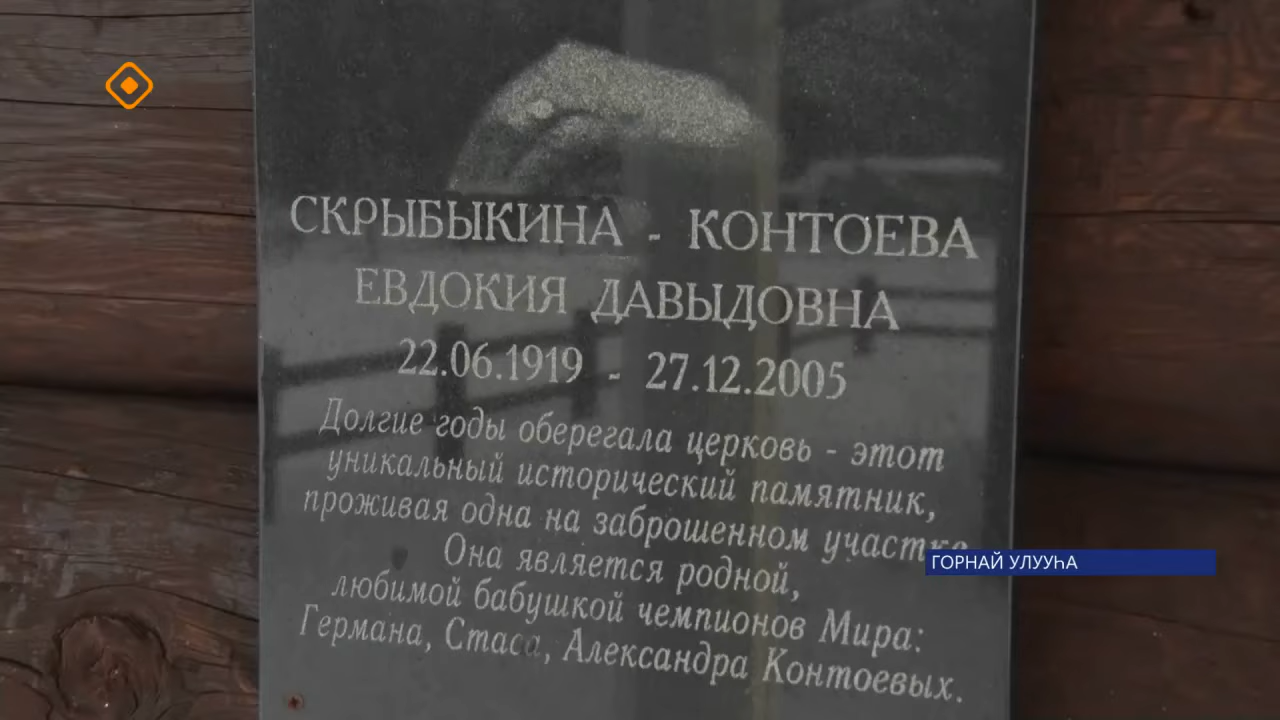 СКРЫБЫКИНА - КОНТОЕВА
ЕВДОКИЯ ДАВЫДОВНА
22.06.1919 - 27.12.2005
Долгие годы оберегала церковь - этот
уникальный исторический памятник,
проживая одна на заброшенном
Она является родной,
любимой бабушкой чемпионов Мира:
Германа, Стаса, Александра Контоевых.
ГОРНАЙ УЛУУҺА